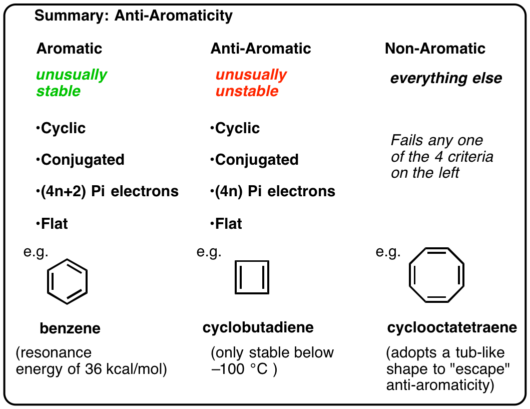 Summary: Anti-Aromaticity
Aromatic
unusually
stable
•Cyclic
•Conjugated
•(4n+2) Pi electrons
•Flat
e.g.
benzene
(resonance
energy of 36 kcal/mol)
Anti-Aromatic
unusually
unstable
•Cyclic
•Conjugated
•(4n) Pi electrons
•Flat
e.g.
cyclobutadiene
(only stable below
–100 °C )
Non-Aromatic
everything else
Fails any one
of the 4 criteria
on the left
e.g.
cyclooctatetraene
(adopts a tub-like
shape to "escape"
anti-aromaticity)